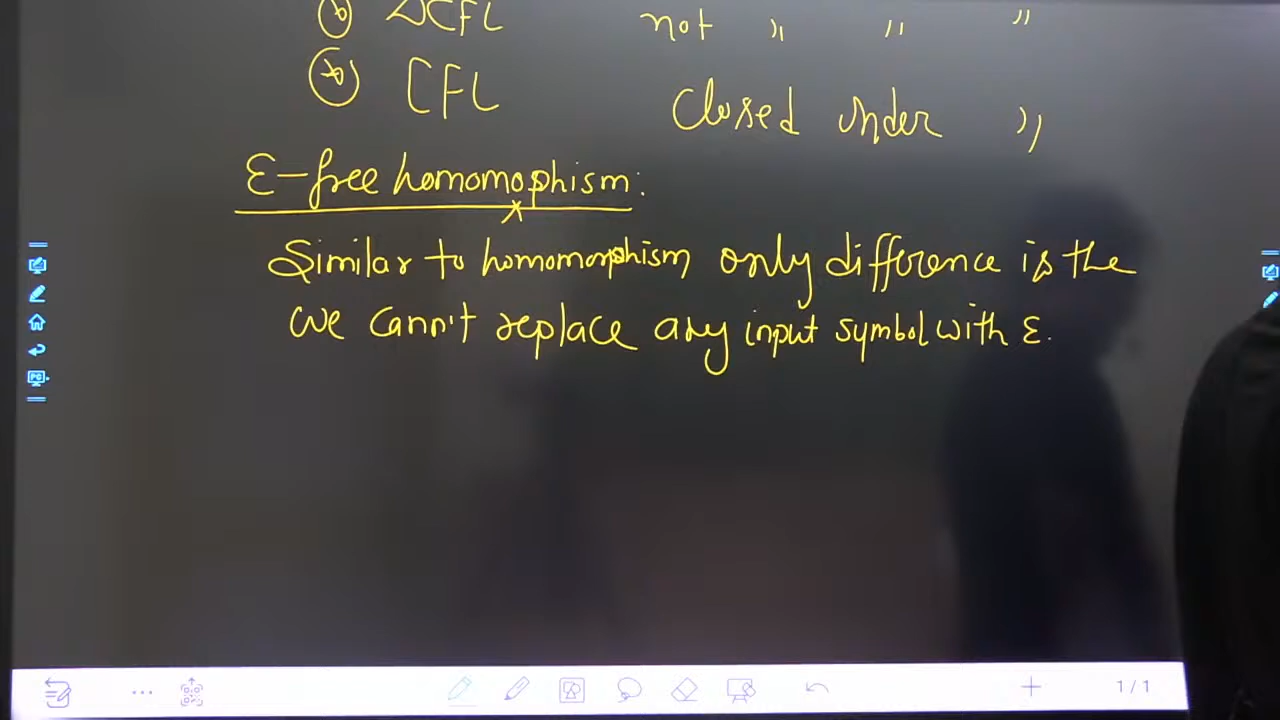 DCFL not " " "
CFL Closed under "
ε-free homomophism:
Similar to homomorphism only difference is the
we cann't replace any input symbol with ε.
1/1